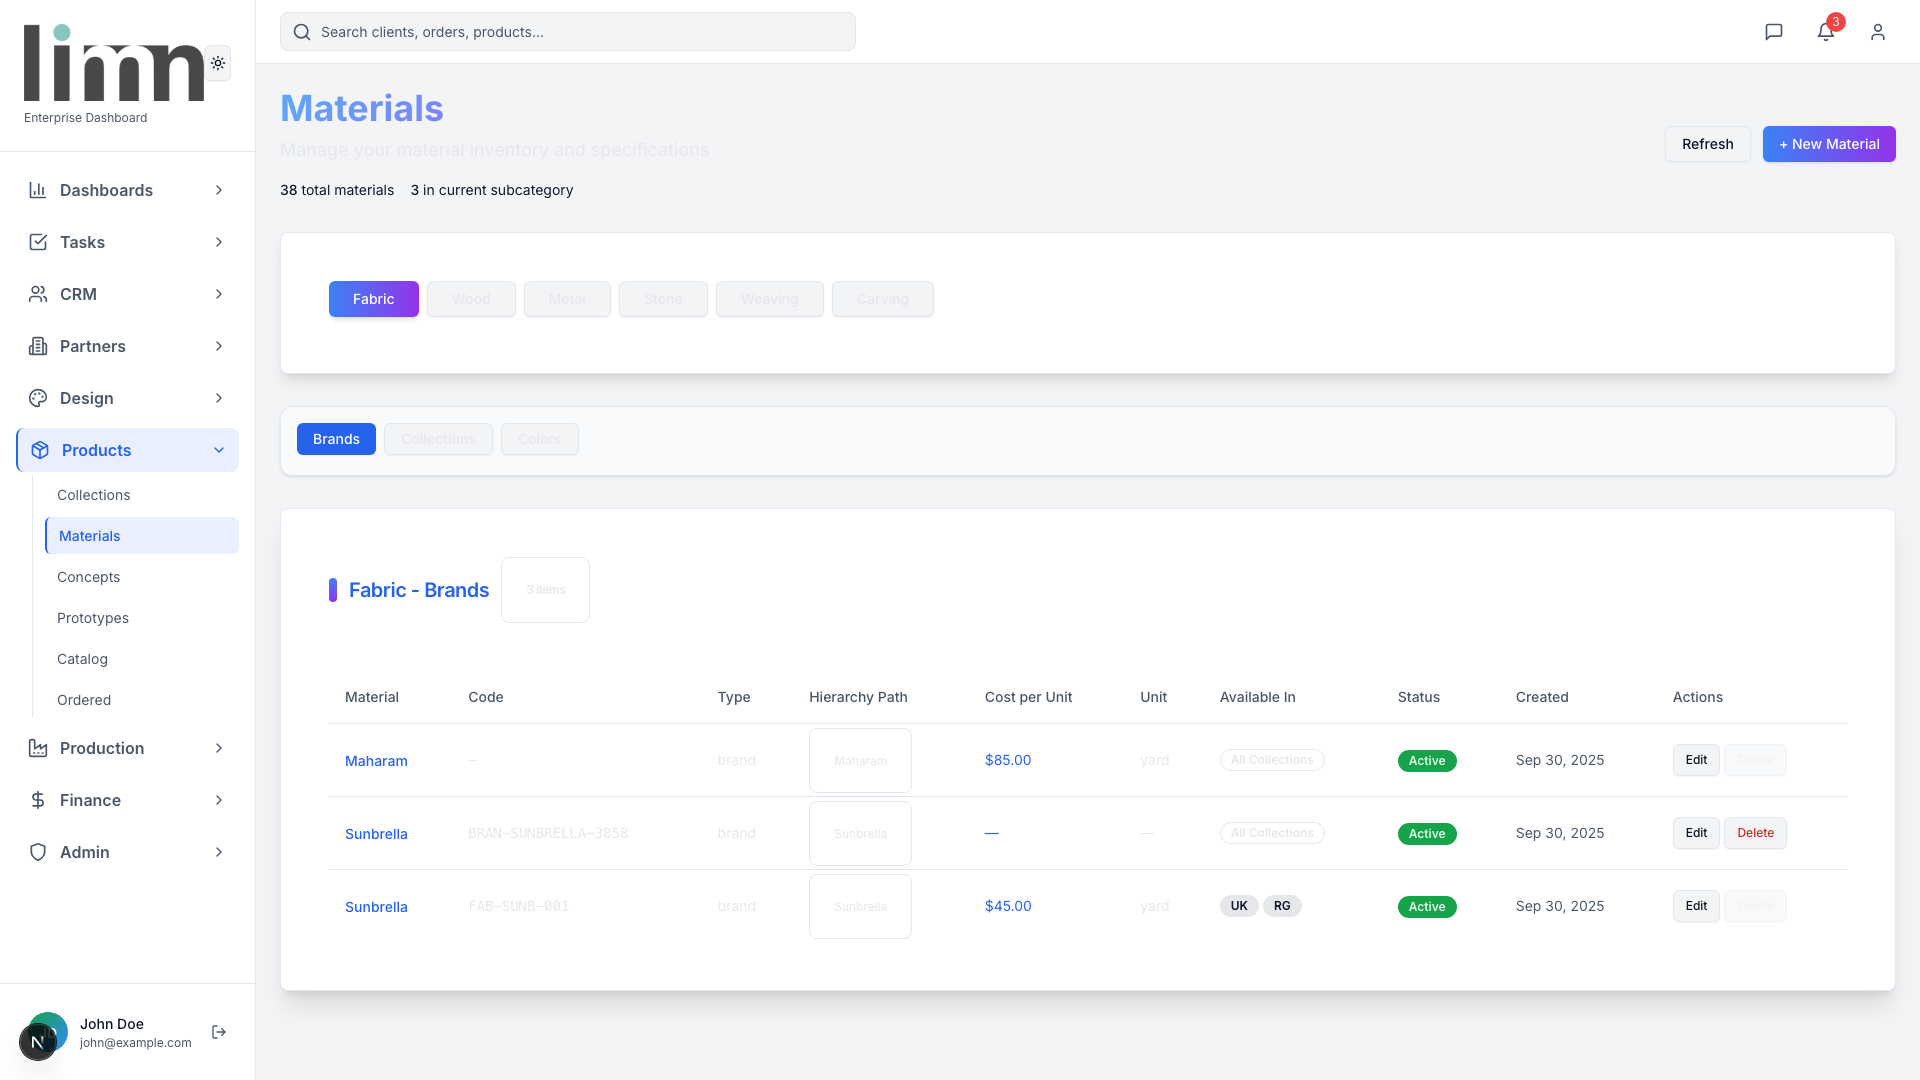 limn
Enterprise Dashboard
Dashboards
Tasks
CRM
Partners
Design
Products
Collections
Materials
Concepts
Prototypes
Catalog
Ordered
Production
Finance
Admin
John Doe
john@example.com
N
Search clients, orders, products...
3
Materials
Manage your material inventory and specifications
38 total materials 3 in current subcategory
Refresh
+ New Material
Fabric Wood Metal Stone Weaving Carving
Brands Collections Colors
Fabric - Brands 3 items
Material Code Type Hierarchy Path Cost per Unit Unit Available In Status Created Actions
Maharam — brand Maharam $85.00 yard All Collections Active Sep 30, 2025 Edit Delete
Sunbrella BRAN-SUNBRELLA-3858 brand Sunbrella — — All Collections Active Sep 30, 2025 Edit Delete
Sunbrella FAB-SUNB-001 brand Sunbrella $45.00 yard UK RG Active Sep 30, 2025 Edit Delete